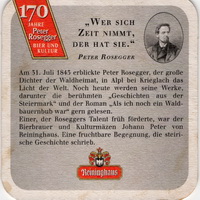 170
JAHRE
Peter
Rosegger
BIER UND
KULTUR
„WER SICH
ZEIT NIMMT,
DER HAT SIE.“
PETER ROSEGGER
Am 31. Juli 1843 erblickte Peter Rosegger, der große
Dichter der Waldheimat, in Alpl bei Krieglach das
Licht der Welt. Noch heute werden seine Werke,
darunter die berühmten „Geschichten aus der
Steiermark“ und der Roman „Als ich noch ein Wald-
bauernbub war“ gern gelesen.
Einer, der Roseggers Talent früh förderte, war der
Bierbrauer und Kulturmäzen Johann Peter von
Reininghaus. Eine fruchtbare Begegnung, die steiri-
sche Geschichte schrieb.
Reininghaus